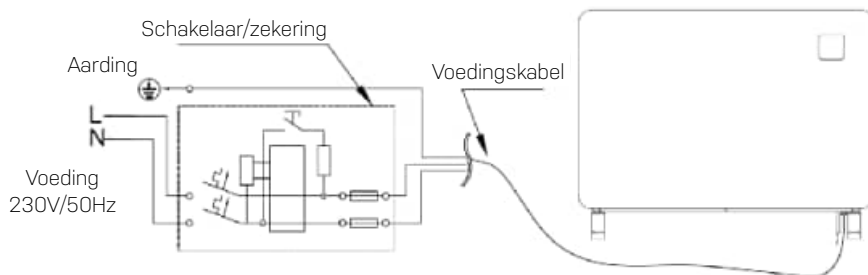 Schakelaar/zekering
Aarding
Voedingskabel
L
N
Voeding
230V/50Hz